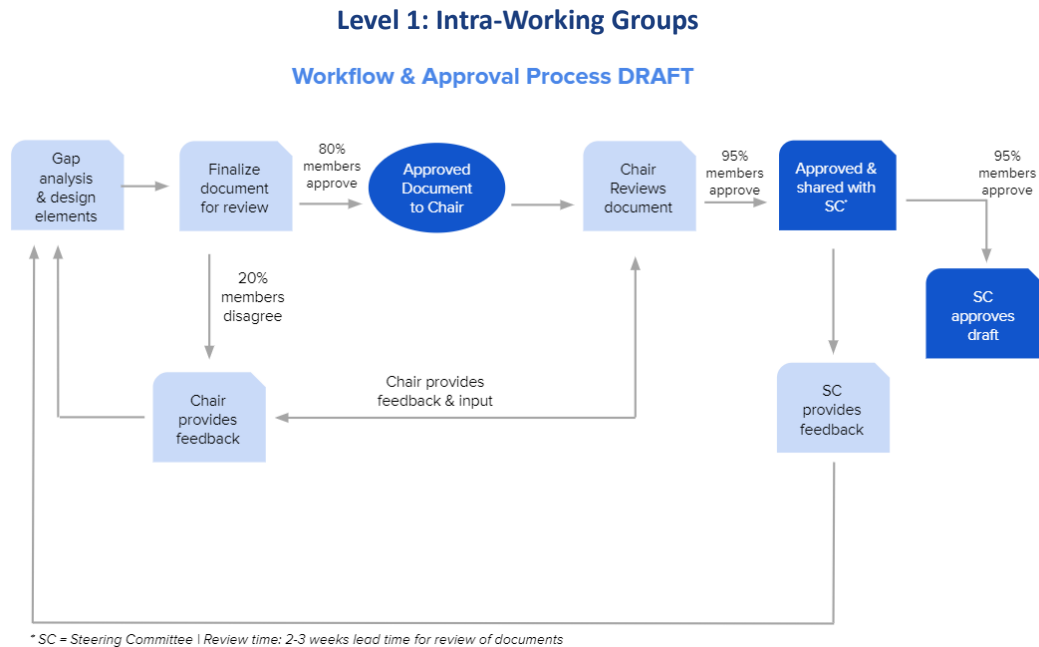 Level 1: Intra-Working Groups
Workflow & Approval Process DRAFT
Gap
analysis
& design
elements
Finalize
document
for review
80%
members
approve
Approved
Document
to Chair
Chair
Reviews
document
95%
members
approve
Approved &
shared with
SC*
95%
members
approve
20%
members
disagree
SC
approves
draft
Chair
provides
feedback
Chair provides
feedback & input
SC
provides
feedback
* SC = Steering Committee | Review time: 2-3 weeks lead time for review of documents